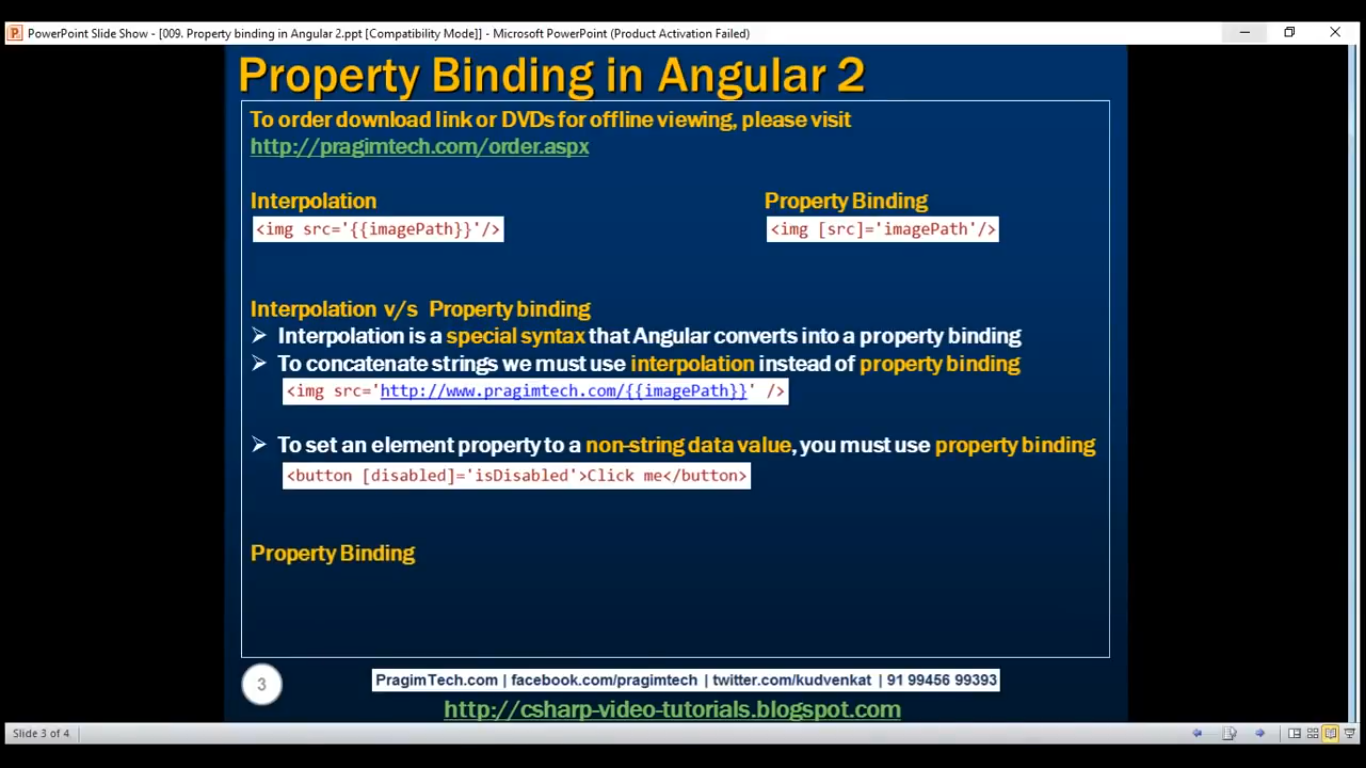 PowerPoint Slide Show - [009. Property binding in Angular 2.ppt [Compatibility Mode]] - Microsoft PowerPoint (Product Activation Failed)
Property Binding in Angular 2
To order download link or DVDs for offline viewing, please visit
http://pragimtech.com/order.aspx
Interpolation Property Binding
<img src='{{imagePath}}'/> <img [src]='imagePath'/>
Interpolation v/s Property binding
Interpolation is a special syntax that Angular converts into a property binding
To concatenate strings we must use interpolation instead of property binding
<img src='http://www.pragimtech.com/{{imagePath}}' />
To set an element property to a non-string data value, you must use property binding
<button [disabled]='isDisabled'>Click me</button>
Property Binding
3
PragimTech.com | facebook.com/pragimtech | twitter.com/kudvenkat | 91 99456 99393
http://csharp-video-tutorials.blogspot.com
Slide 3 of 4